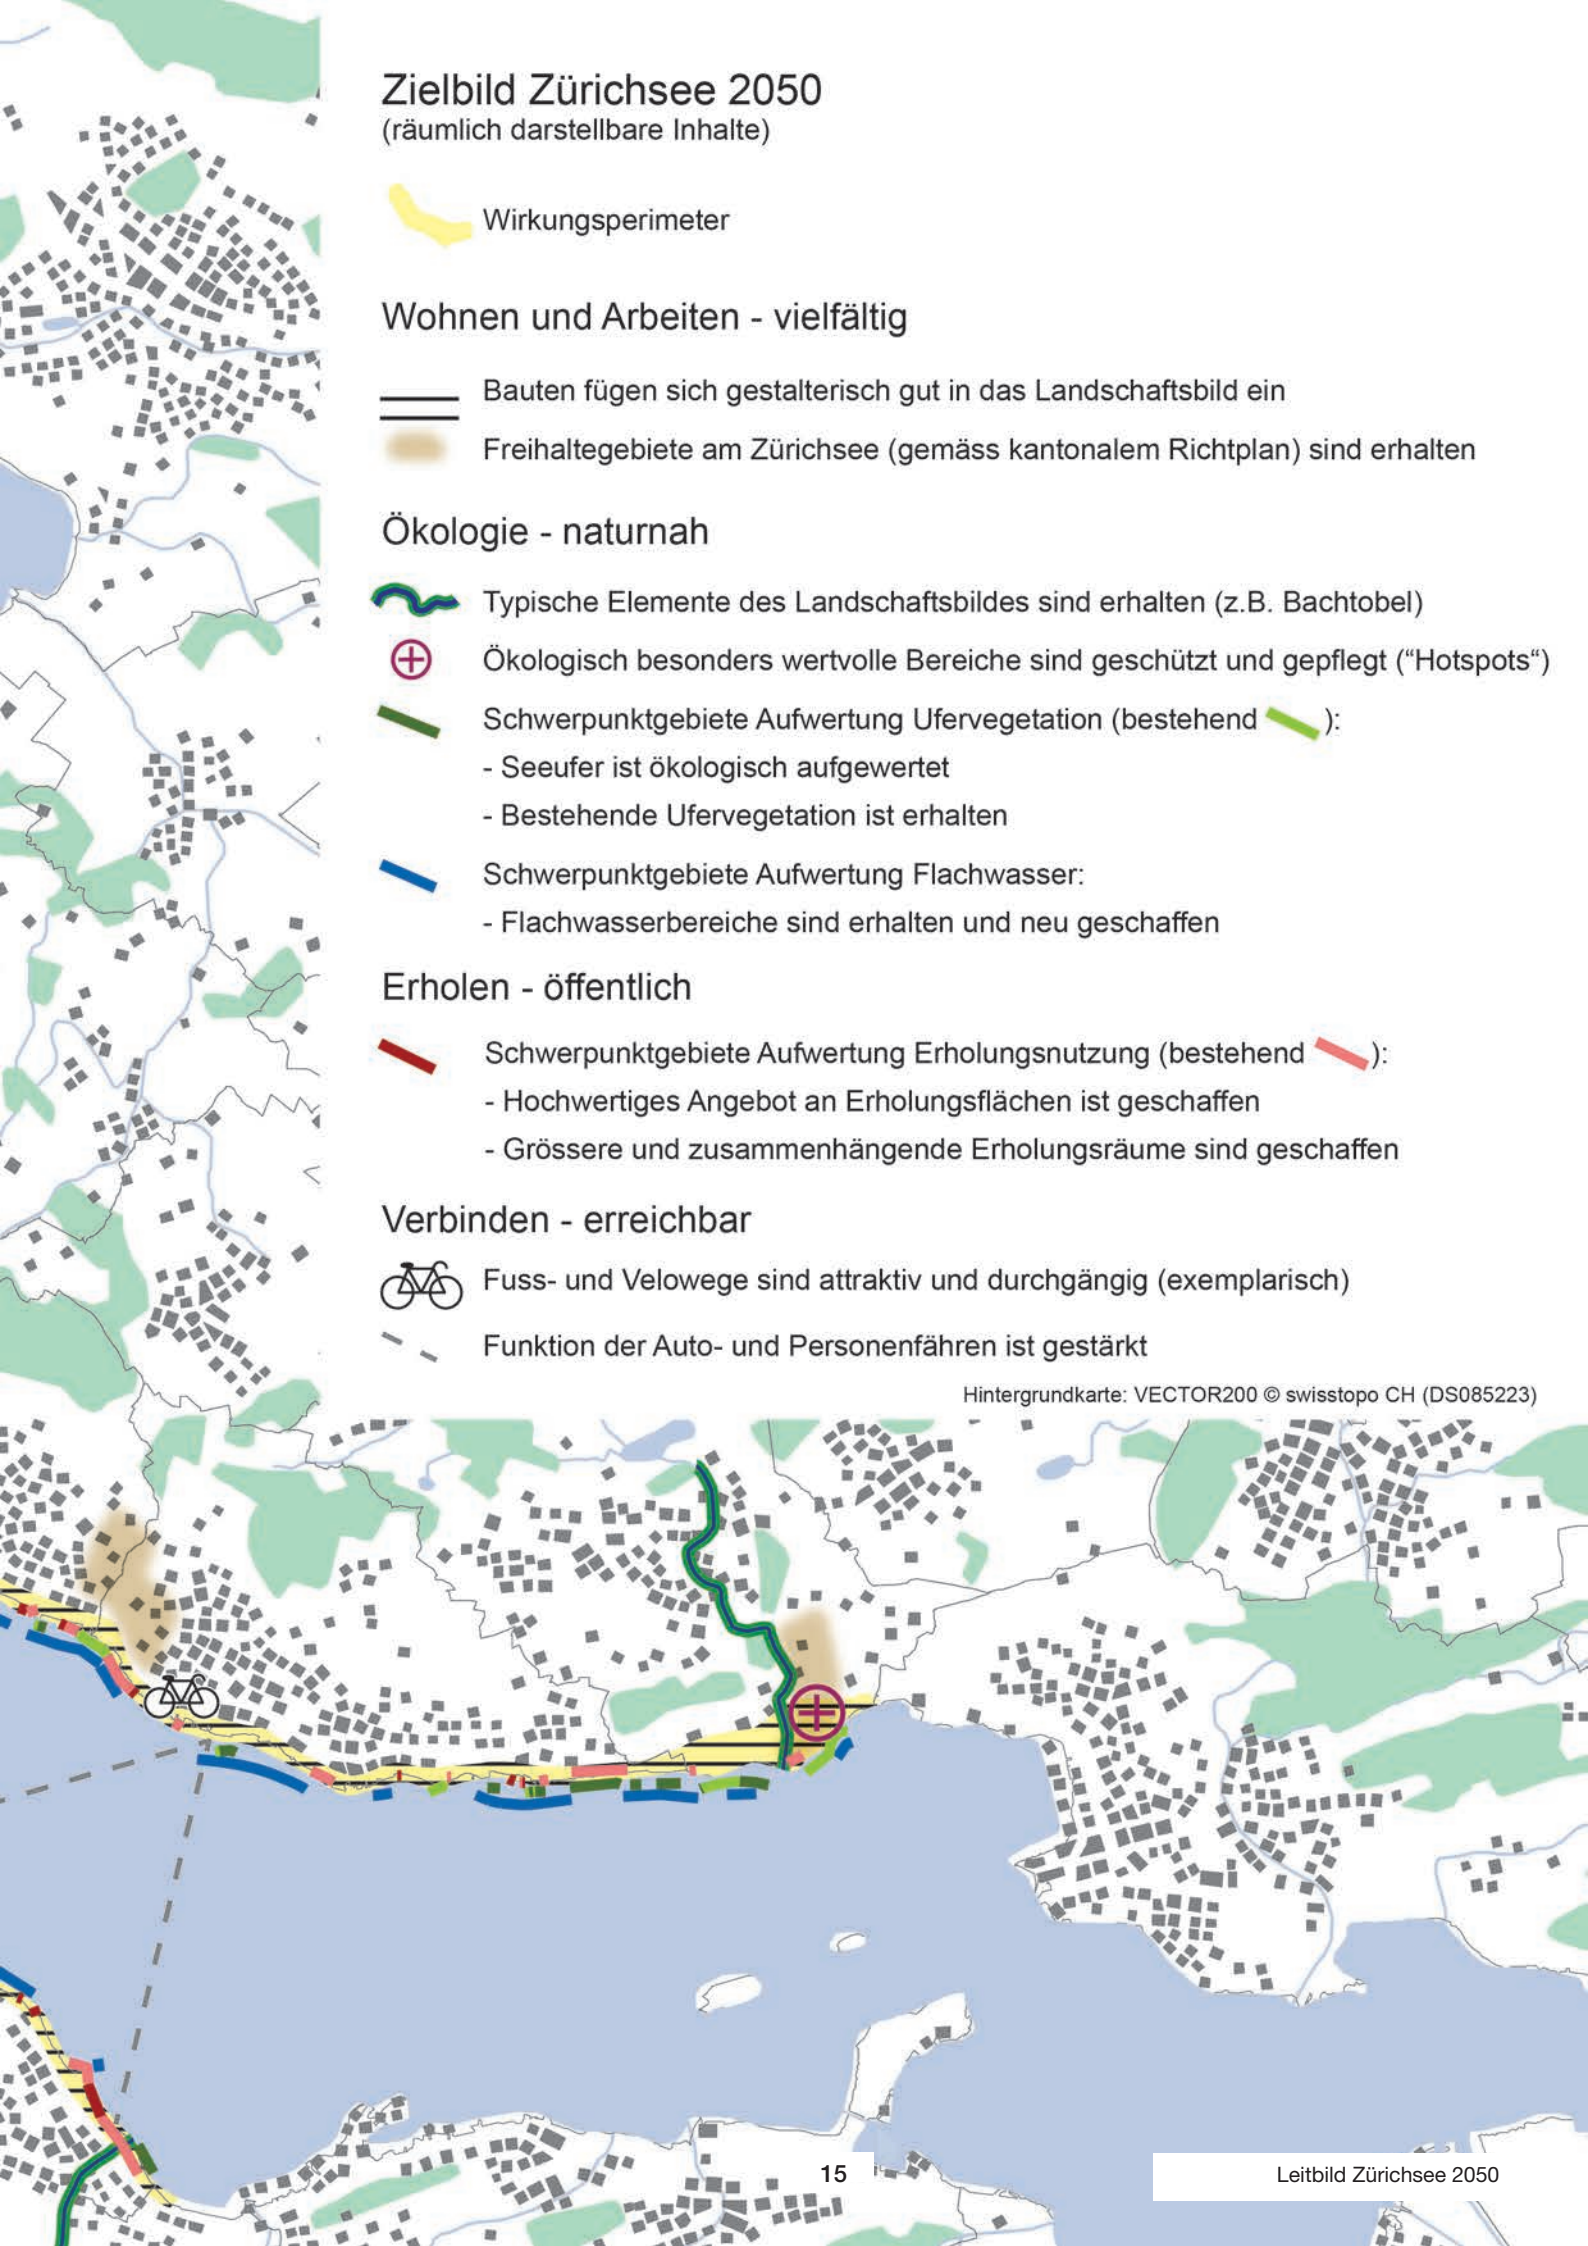 Zielbild Zürichsee 2050
(räumlich darstellbare Inhalte)
Wirkungsperimeter
Wohnen und Arbeiten - vielfältig
Bauten fügen sich gestalterisch gut in das Landschaftsbild ein
Freihaltegebiete am Zürichsee (gemäss kantonalem Richtplan) sind erhalten
Ökologie - naturnah
Typische Elemente des Landschaftsbildes sind erhalten (z.B. Bachtobel)
Ökologisch besonders wertvolle Bereiche sind geschützt und gepflegt (“Hotspots“)
Schwerpunktgebiete Aufwertung Ufervegetation (bestehend ):
- Seeufer ist ökologisch aufgewertet
- Bestehende Ufervegetation ist erhalten
Schwerpunktgebiete Aufwertung Flachwasser:
- Flachwasserbereiche sind erhalten und neu geschaffen
Erholen - öffentlich
Schwerpunktgebiete Aufwertung Erholungsnutzung (bestehend ):
- Hochwertiges Angebot an Erholungsflächen ist geschaffen
- Grössere und zusammenhängende Erholungsräume sind geschaffen
Verbinden - erreichbar
Fuss- und Velowege sind attraktiv und durchgängig (exemplarisch)
Funktion der Auto- und Personenfähren ist gestärkt
Hintergrundkarte: VECTOR200 © swisstopo CH (DS085223)
15
Leitbild Zürichsee 2050